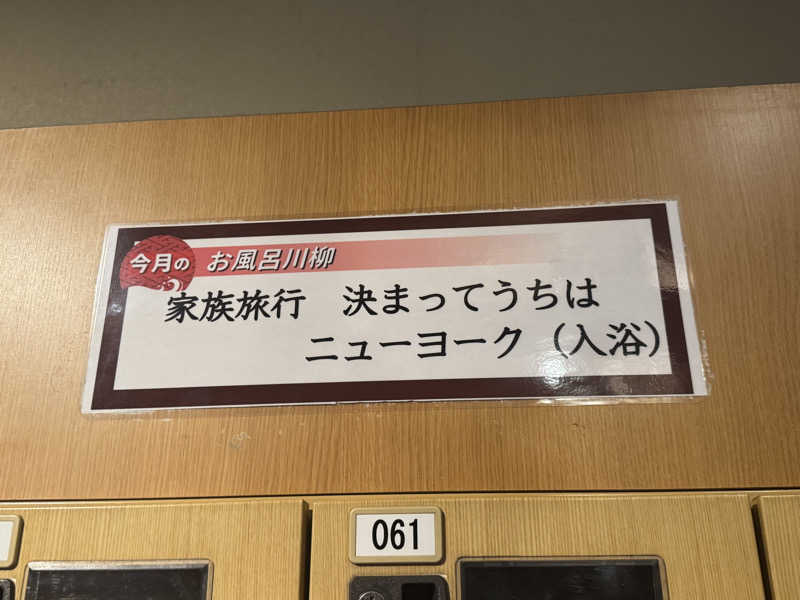 今月の お風呂川柳
家族旅行 決まってうちは
ニューヨーク(入浴)
061